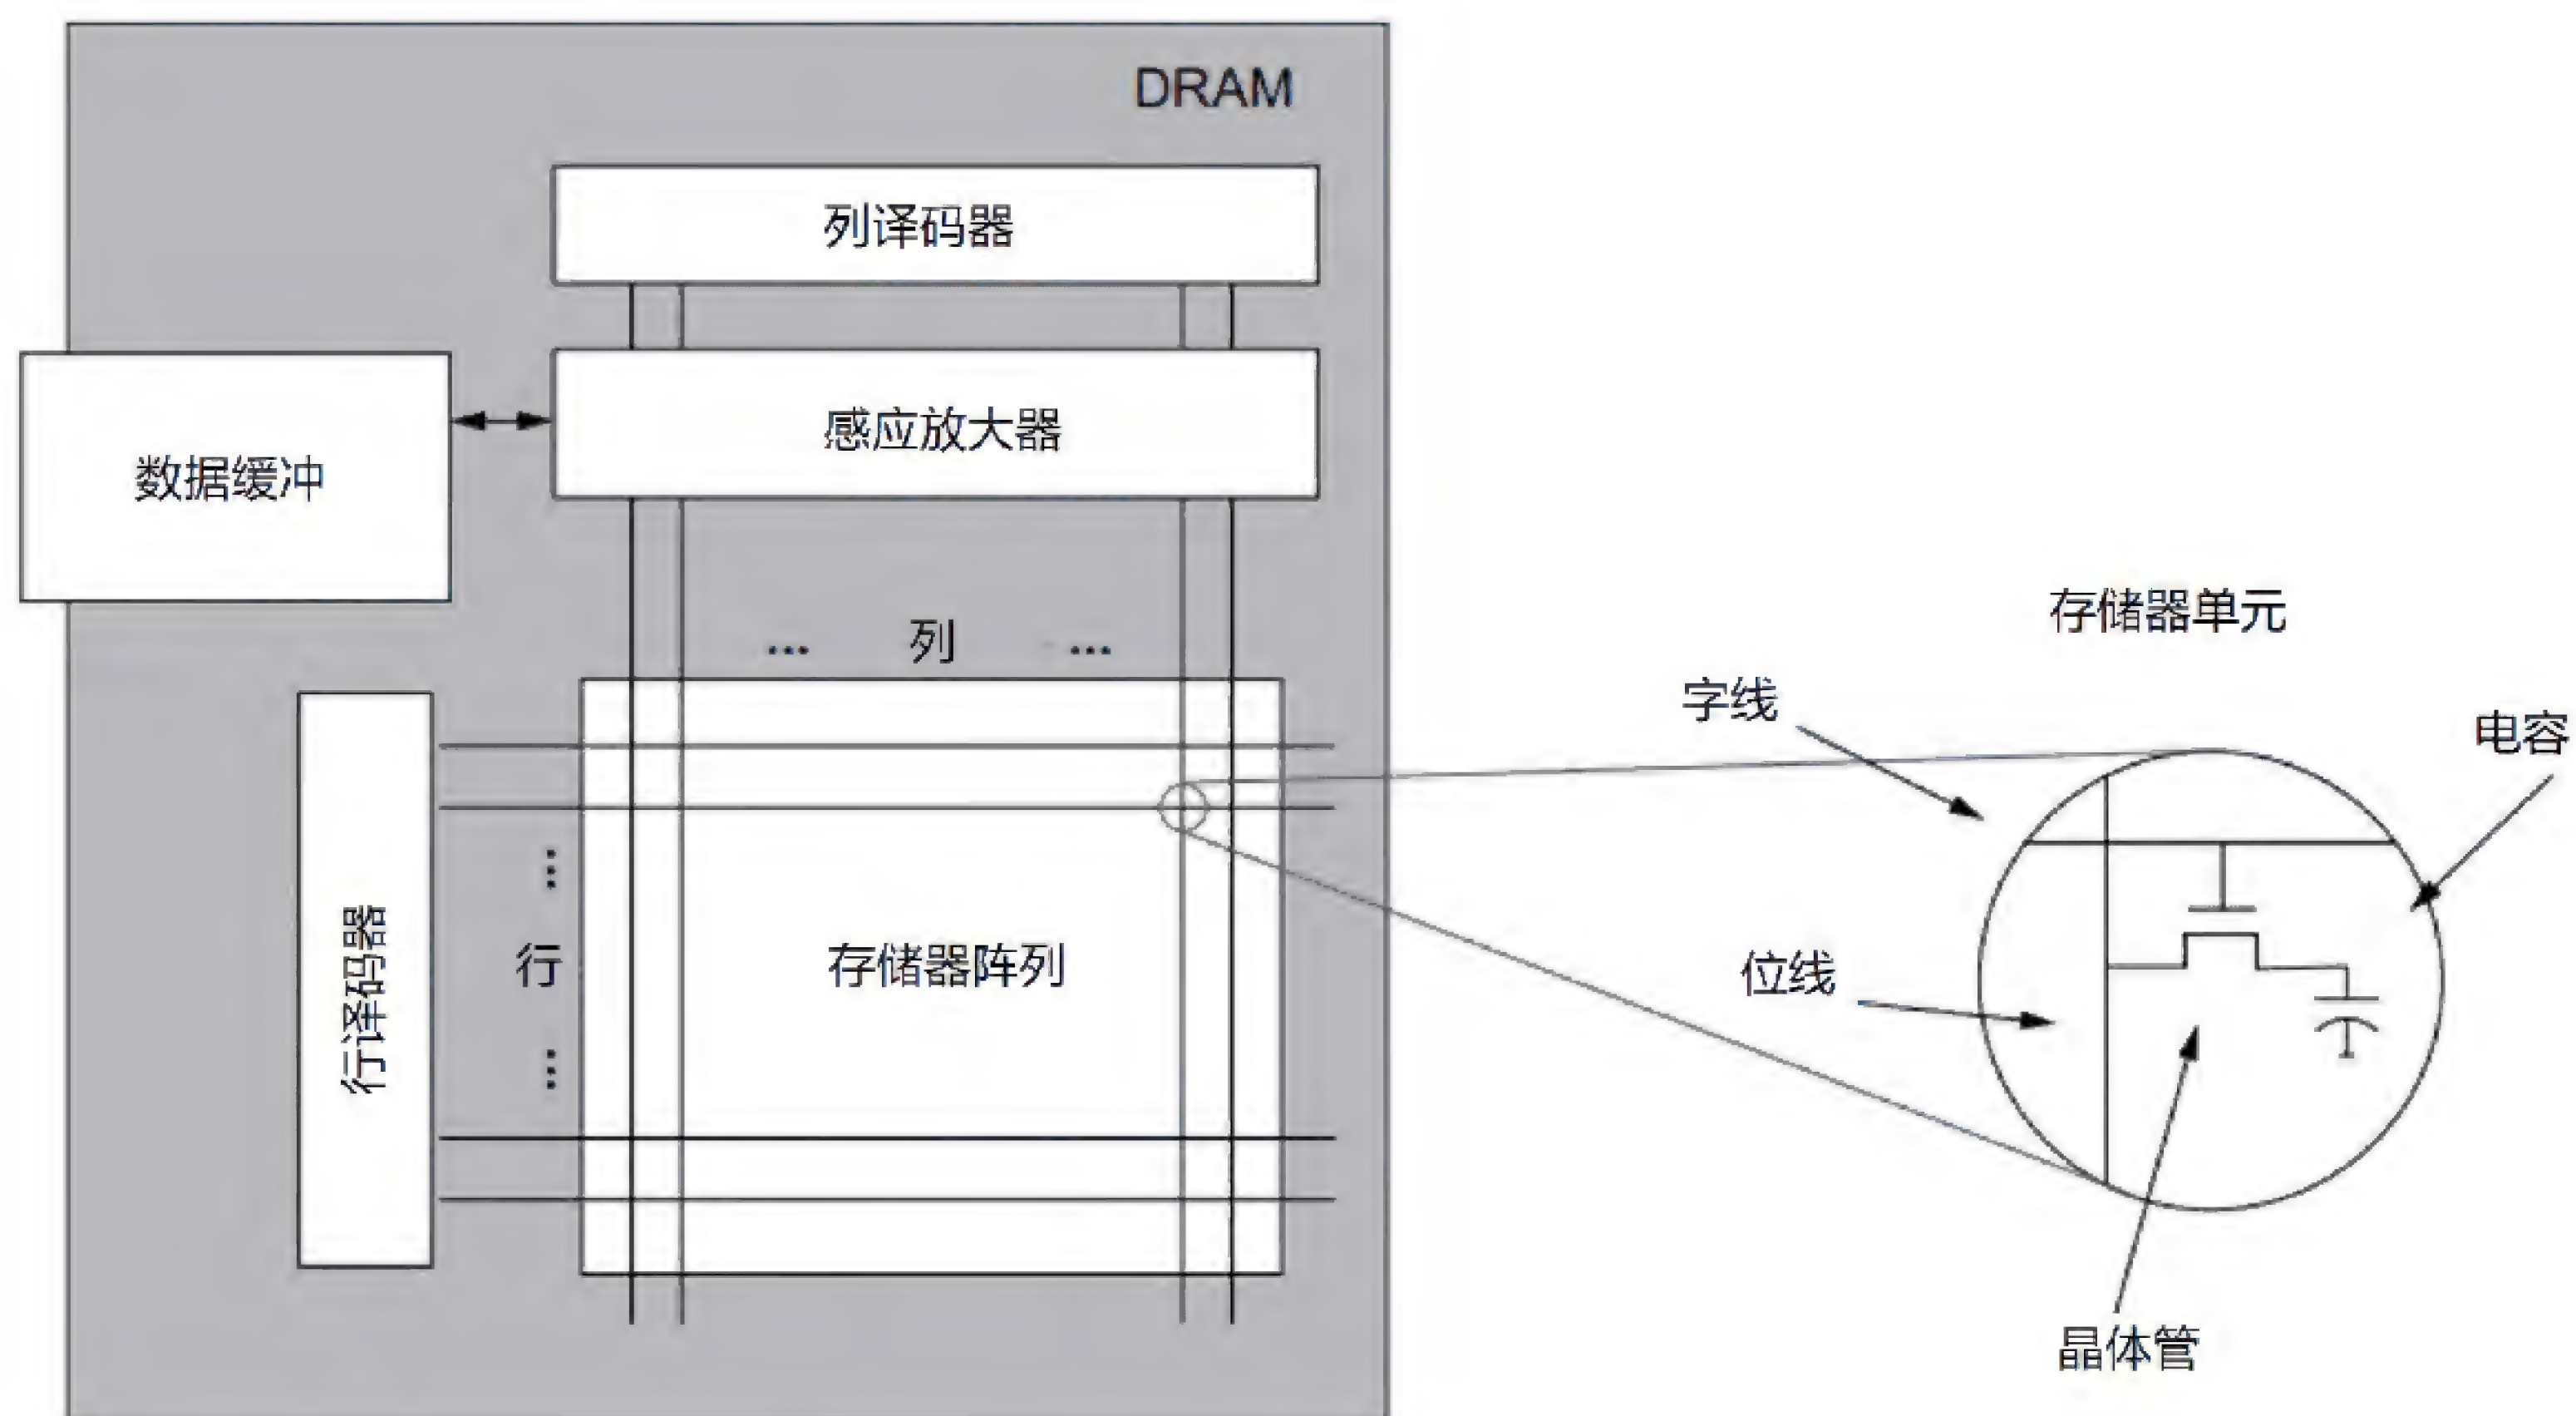 DRAM
列译码器
感应放大器
数据缓冲
... 列 ...
存储器单元
字线
电容
...
行
...
行译码器
存储器阵列
位线
晶体管